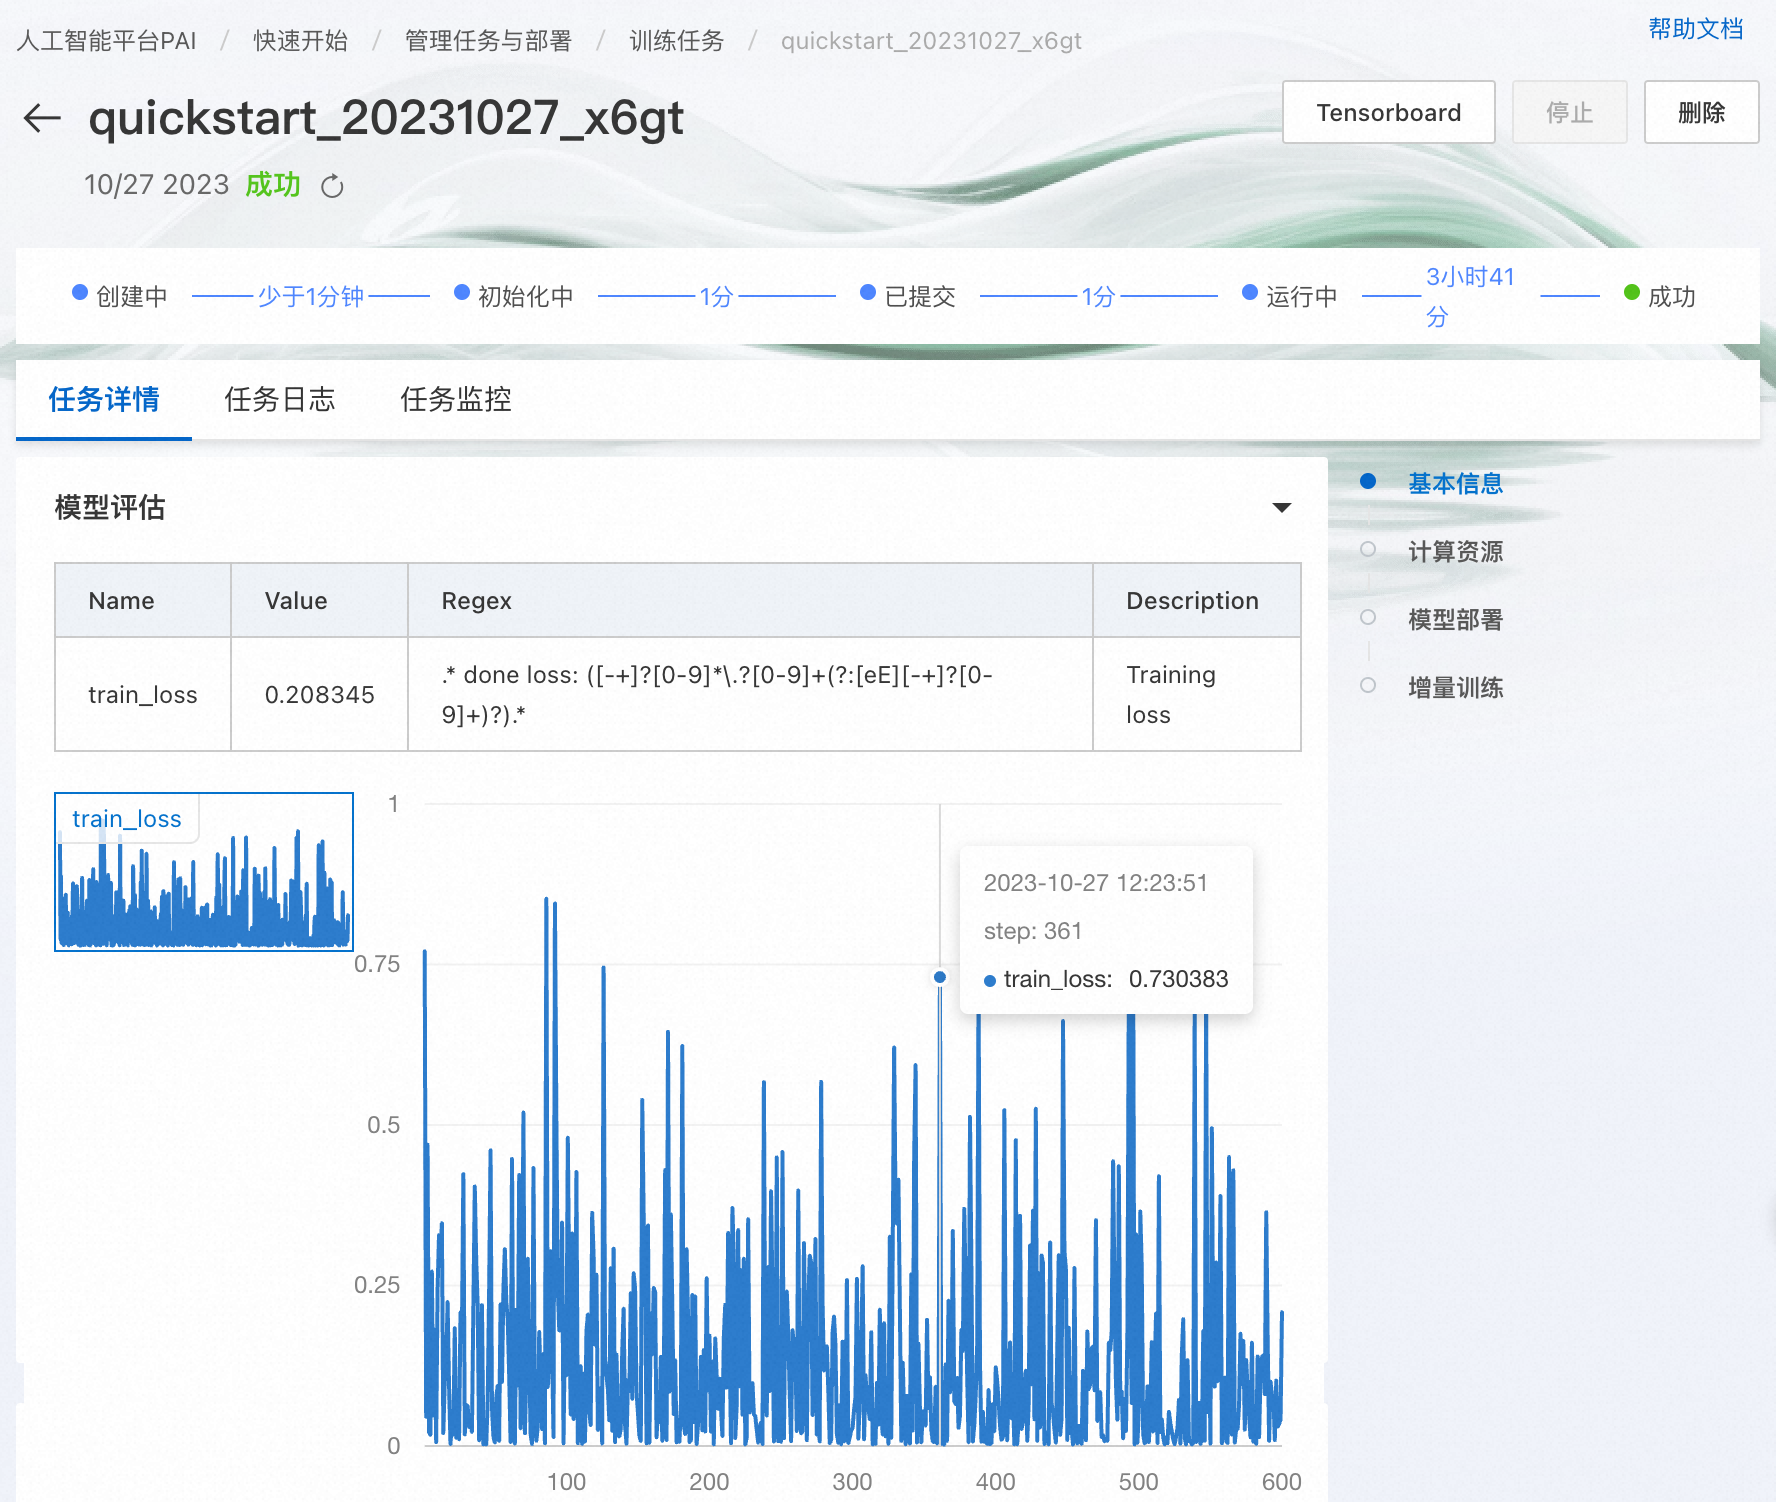 人工智能平台PAI / 快速开始 / 管理任务与部署 / 训练任务 / quickstart_20231027_x6gt
帮助文档
quickstart_20231027_x6gt
Tensorboard
停止
删除
10/27 2023 成功
创建中 少于1分钟 初始化中 1分 已提交 1分 运行中 3小时41
分
成功
任务详情 任务日志 任务监控
模型评估
基本信息
计算资源
模型部署
增量训练
Name Value Regex Description
train_loss 0.208345 .* done loss: ([-+]?[0-9]*\.?[0-9]+(?:[eE][-+]?[0-
9]+)?).*
Training
loss
train_loss
1
0.75
0.5
0.25
0
2023-10-27 12:23:51
step: 361
train_loss: 0.730383
100 200 300 400 500 600